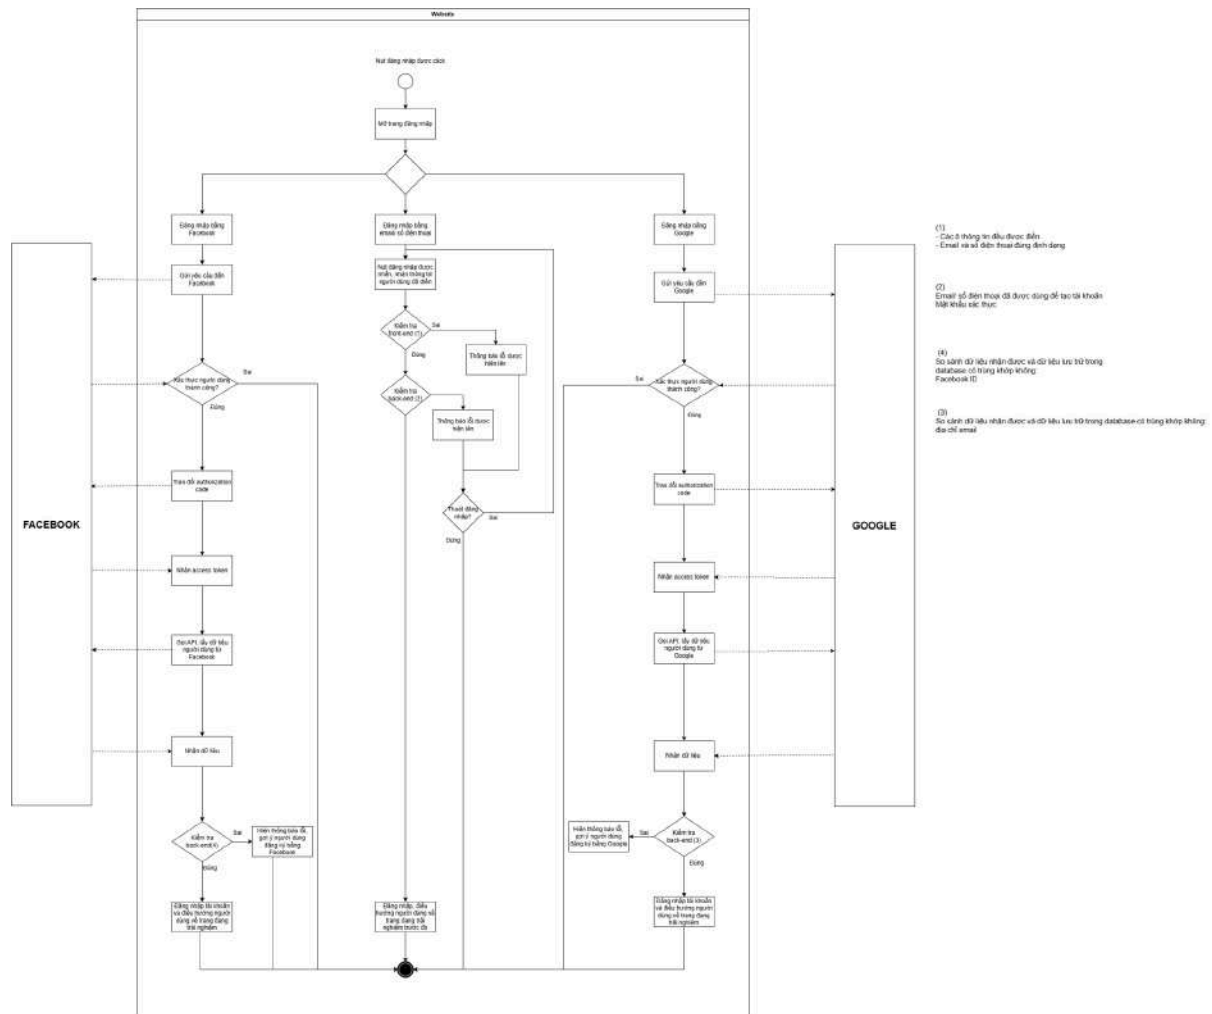 Website
Nút đăng nhập được click
Mở trang đăng nhập
Đăng nhập bằng
Facebook
Đăng nhập bằng
email/ số điện thoại
Đăng nhập bằng
Google
Gửi yêu cầu đến
Facebook
Nút đăng nhập được
nhấn, nhận thông tin
người dùng đã điền
Gửi yêu cầu đến
Google
Kiểm tra
front-end (1)
Sai
Đúng
Thông báo lỗi được
hiện lên
Xác thực người dùng
thành công?
Sai
Đúng
Kiểm tra
back-end (2)
Thông báo lỗi được
hiện lên
Xác thực người dùng
thành công?
Sai
Đúng
Trao đổi authorization
code
Thoát đăng
nhập?
Sai
Đúng
Trao đổi authorization
code
FACEBOOK
GOOGLE
Nhận access token
Nhận access token
Gọi API, lấy dữ liệu
người dùng từ
Facebook
Gọi API, lấy dữ liệu
người dùng từ
Google
Nhận dữ liệu
Nhận dữ liệu
Kiểm tra
back-end(4)
Sai
Đúng
Hiện thông báo lỗi,
gợi ý người dùng
đăng ký bằng
Facebook
Hiện thông báo lỗi,
gợi ý người dùng
đăng ký bằng Google
Sai
Kiểm tra
back-end (3)
Đúng
Đăng nhập tài khoản
và điều hướng người
dùng về trang đang
trải nghiệm
Đăng nhập, điều
hướng người dùng về
trang đang trải
nghiệm trước đó
Đăng nhập tài khoản
và điều hướng người
dùng về trang đang
trải nghiệm
(1)
- Các ô thông tin đều được điền
- Email và số điện thoại đúng định dạng
(2)
Email/ số điện thoại đã được dùng để tạo tài khoản
Mật khẩu xác thực
(4)
So sánh dữ liệu nhận được và dữ liệu lưu trữ trong
database có trùng khớp không
Facebook ID
(3)
So sánh dữ liệu nhận được và dữ liệu lưu trữ trong database có trùng khớp không:
địa chỉ email